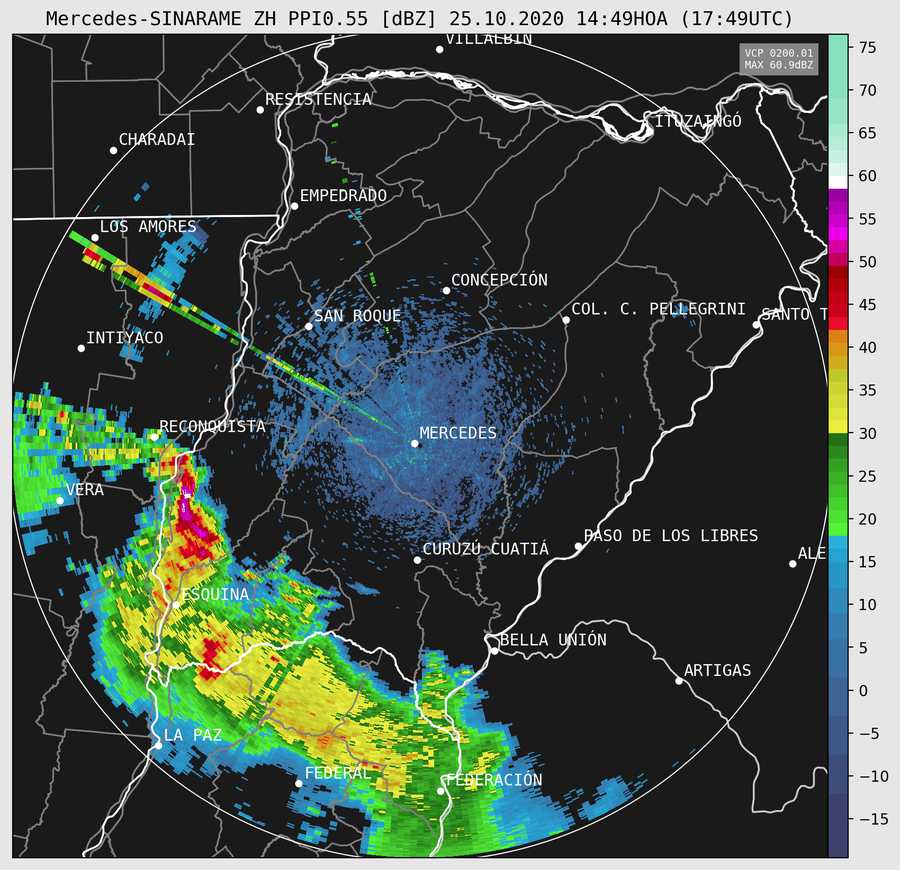 Mercedes-SINARAME ZH PPI0.55 [dBZ] 25.10.2020 14:49HOA (17:49UTC)
VILLALBIN
VCP 0200.01
MAX 60.9dBZ
75
70
RESISTENCIA
ITUZAINGÓ
65
CHARADAI
60
EMPEDRADO
55
LOS AMORES
50
CONCEPCIÓN
COL. C. PELLEGRINI
SANTO T
45
SAN ROQUE
INTIYACO
40
35
RECONQUISTA
MERCEDES
30
25
VERA
20
CURUZÚ CUATIÁ
PASO DE LOS LIBRES
ALE
15
ESQUINA
10
BELLA UNIÓN
5
ARTIGAS
0
LA PAZ
−5
FEDERAL
FEDERACIÓN
−10
−15